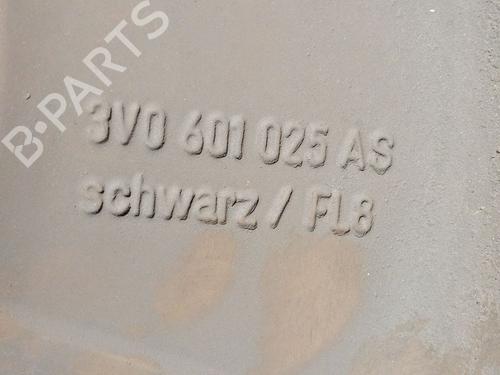 B-PARTS
3V0 601 025 AS
schwarz / FL8